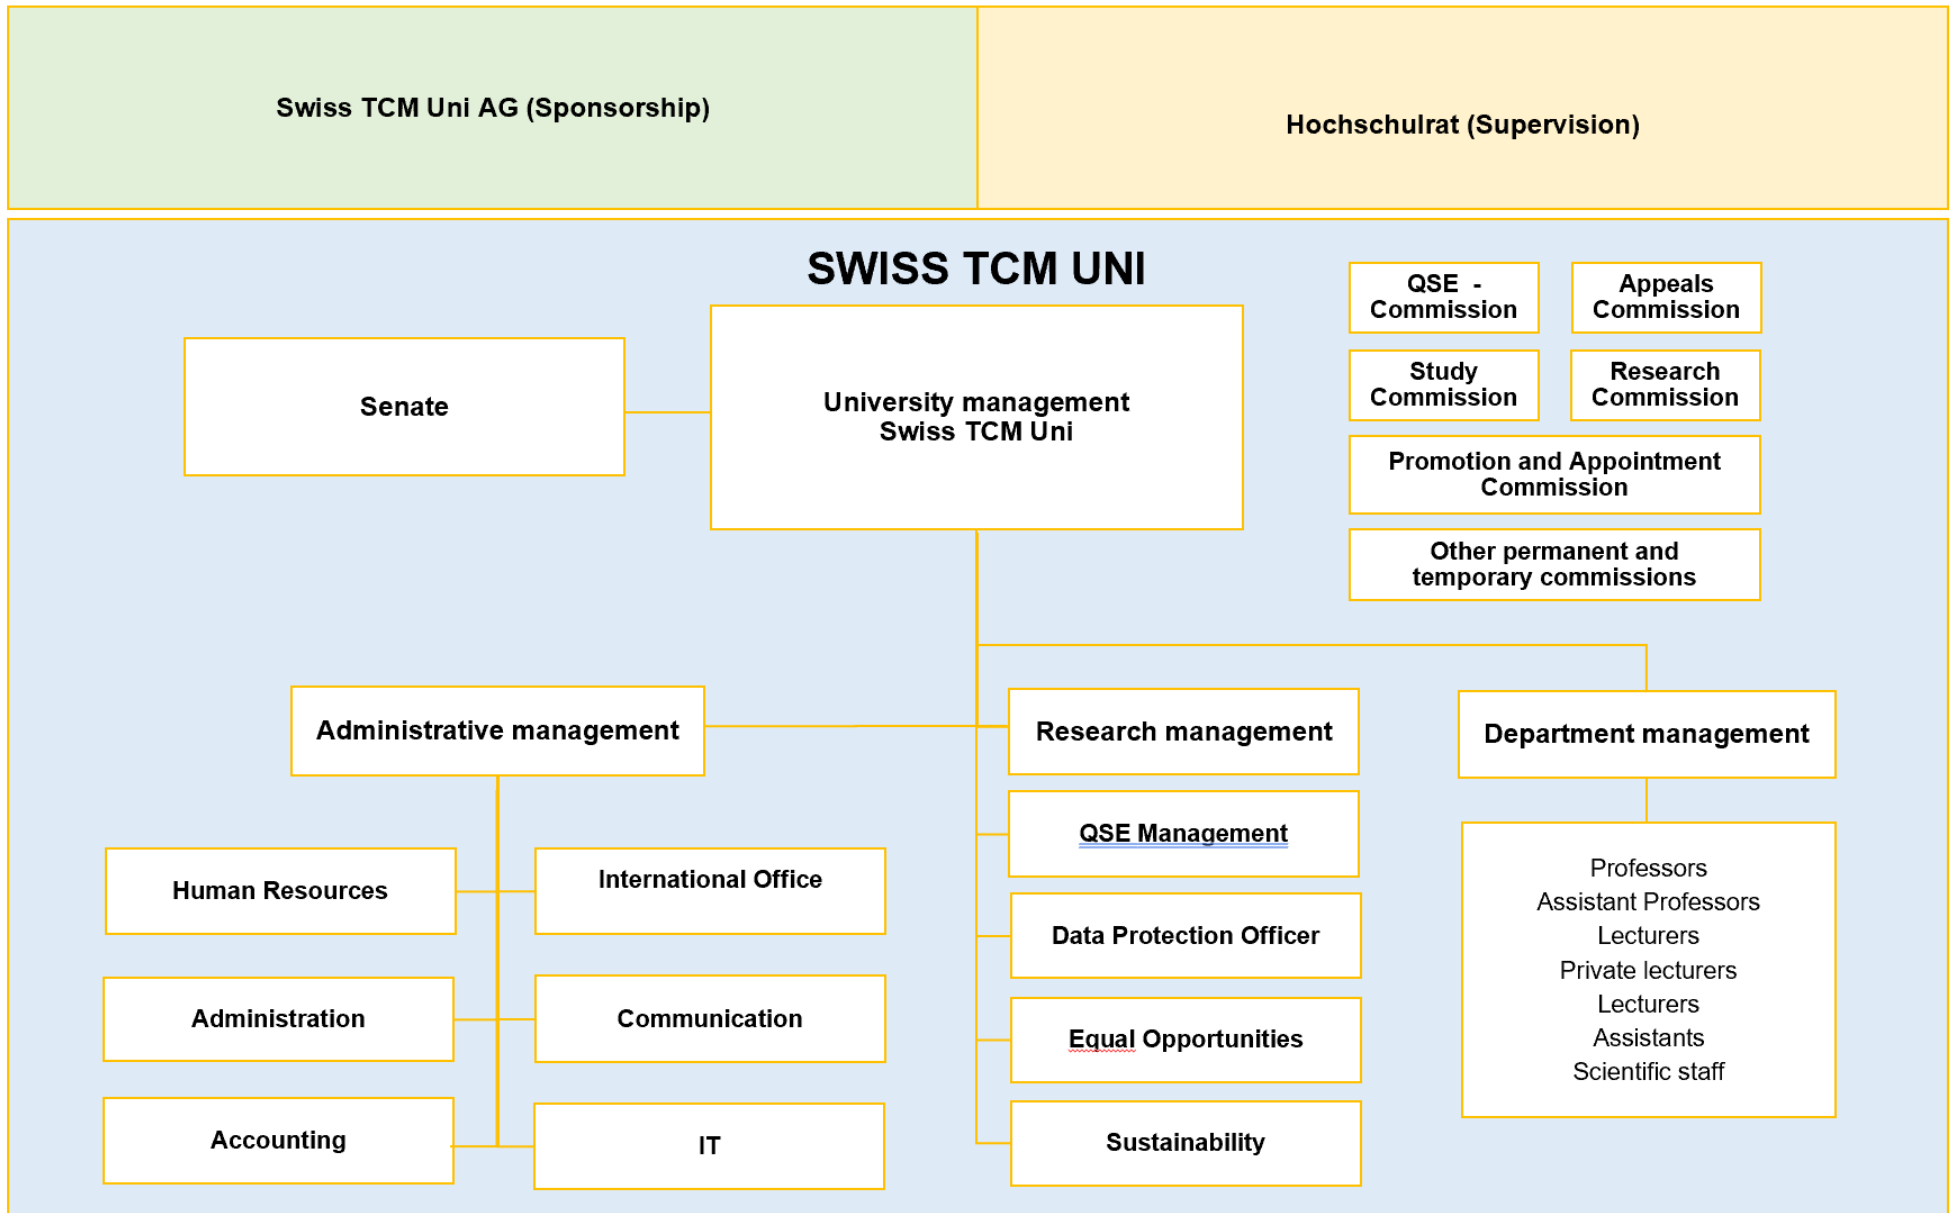 Swiss TCM Uni AG (Sponsorship)
Hochschulrat (Supervision)
SWISS TCM UNI
Senate
University management
Swiss TCM Uni
QSE -
Commission
Appeals
Commission
Study
Commission
Research
Commission
Promotion and Appointment
Commission
Other permanent and
temporary commissions
Administrative management
Research management
Department management
Human Resources
International Office
Administration
Communication
Accounting
IT
QSE Management
Data Protection Officer
Equal Opportunities
Sustainability
Professors
Assistant Professors
Lecturers
Private lecturers
Lecturers
Assistants
Scientific staff